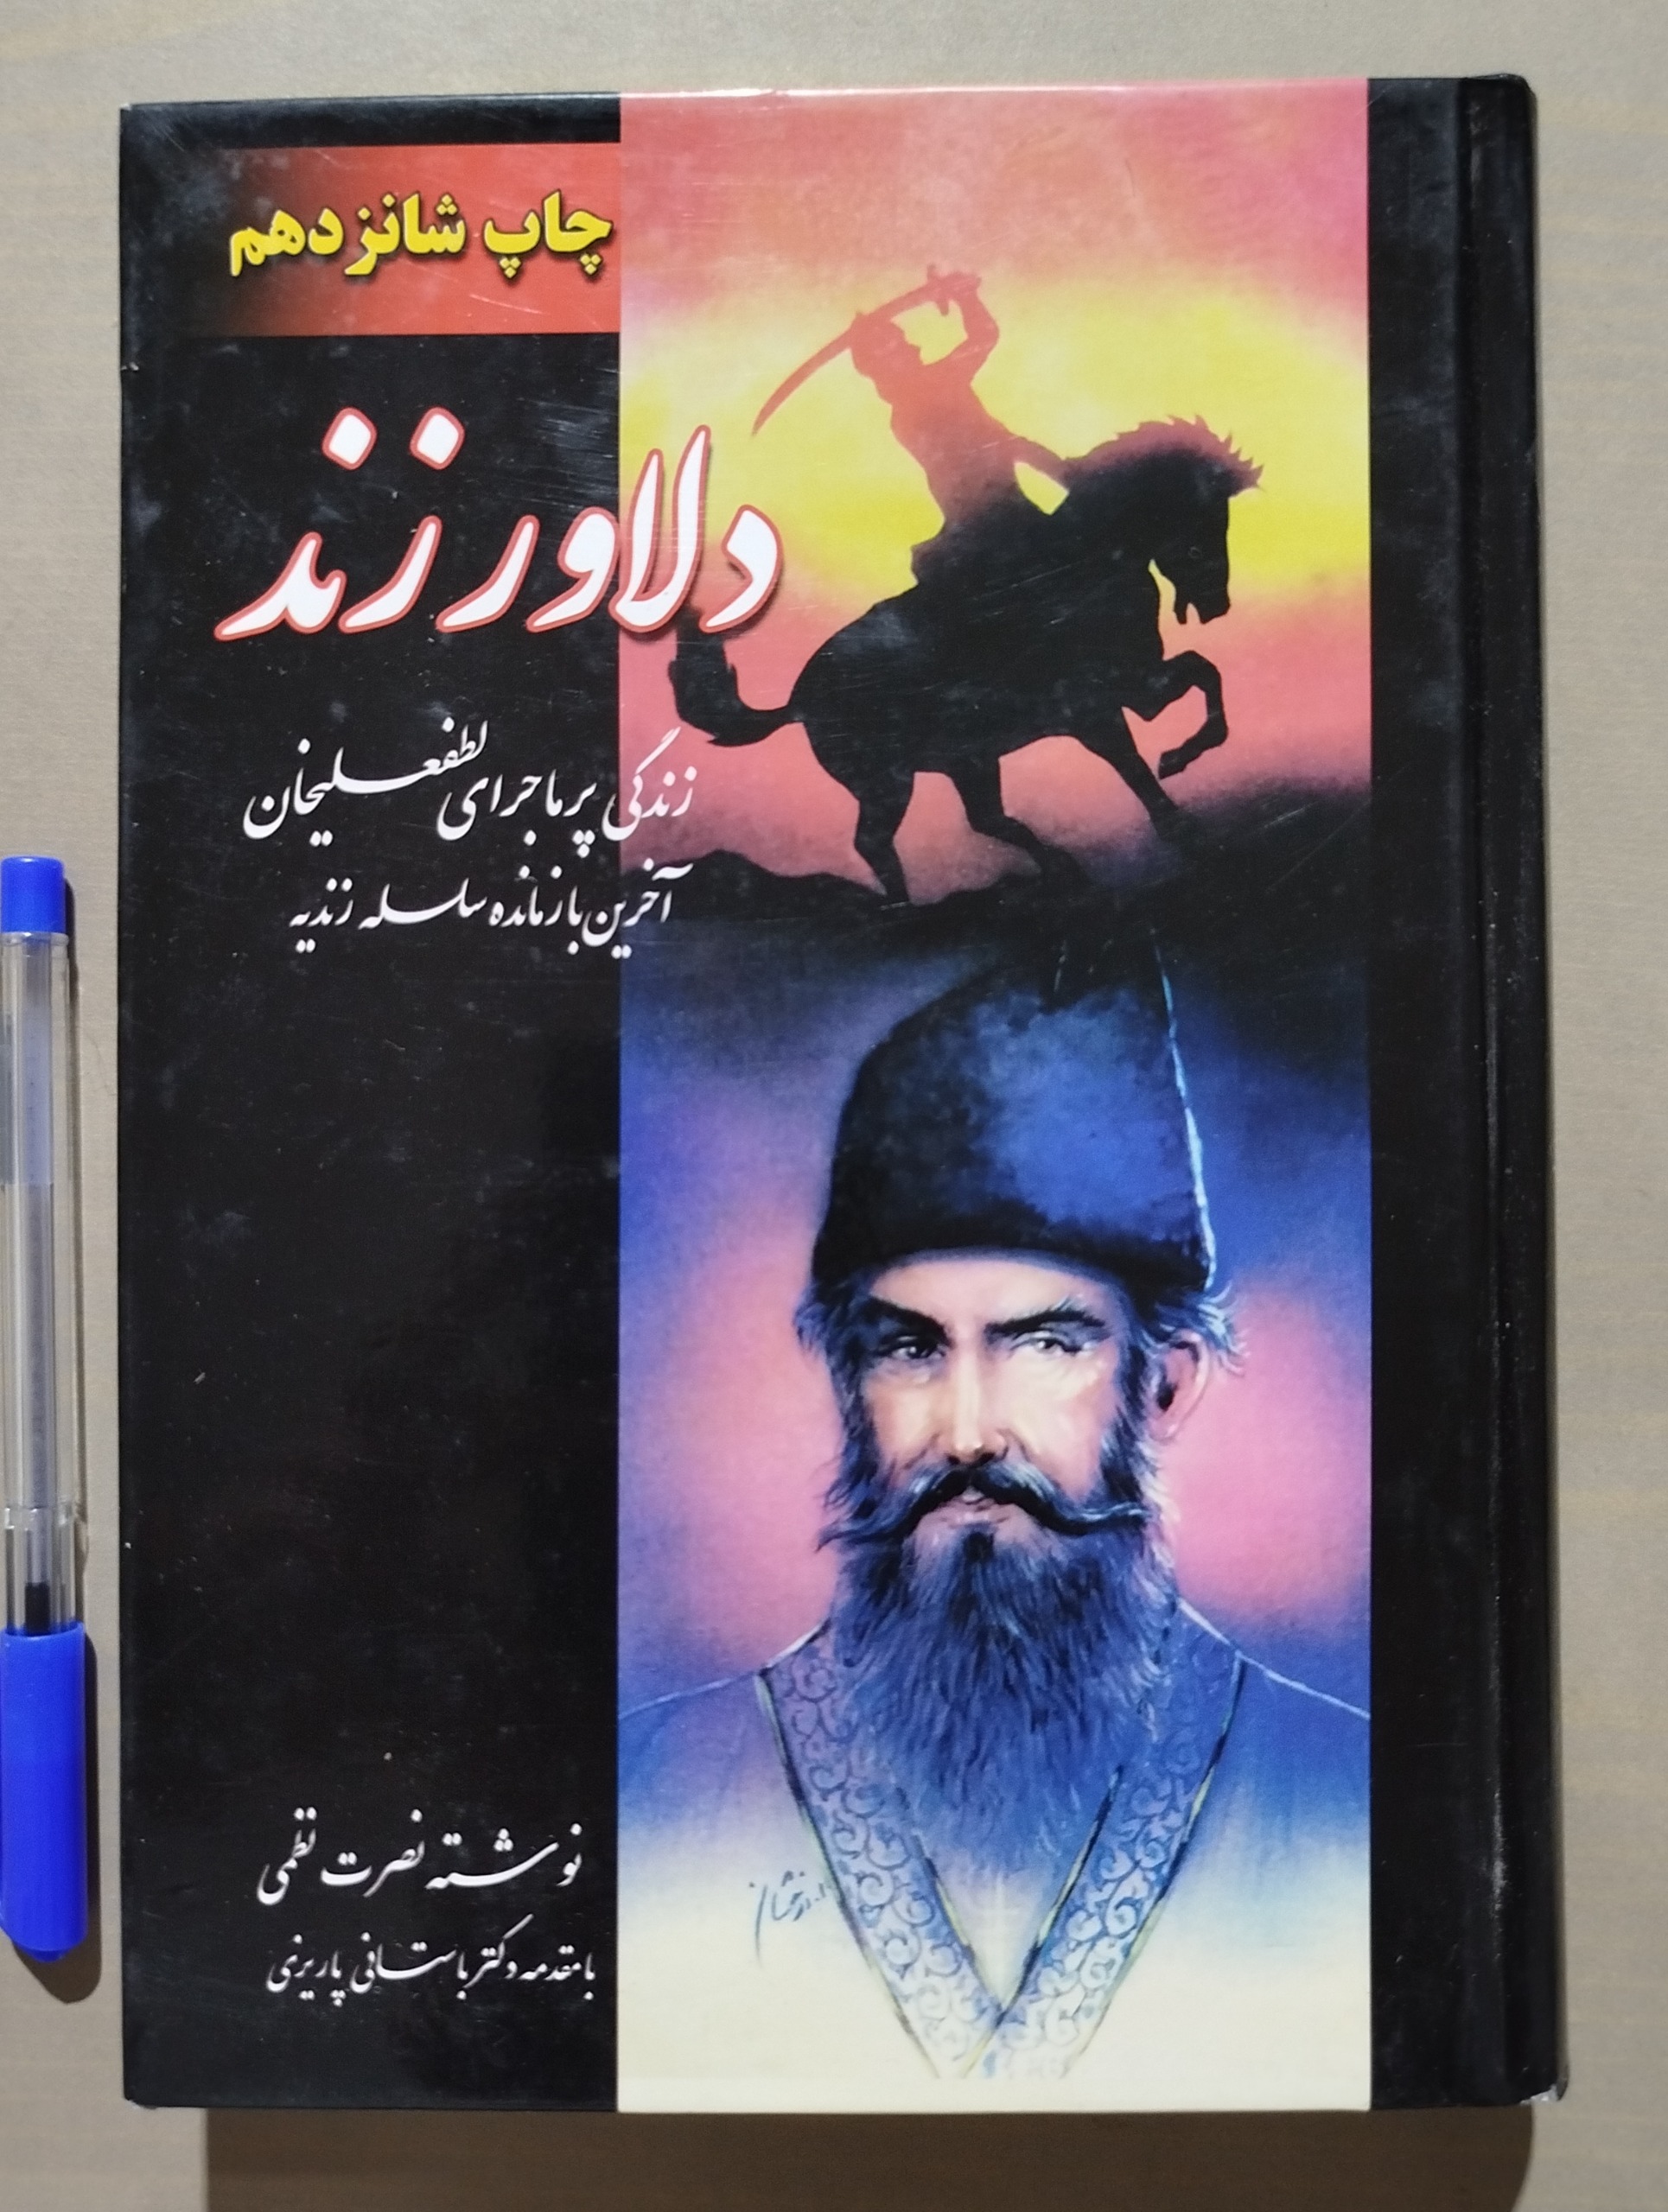 چاپ شانزدهم
دلاور زند
زندگی پرماجرای لطفعلیخان
آخرین بازمانده سلسله زندیه
نوشته نصرت نظمی
با مقدمه دکتر باستانی پاریزی